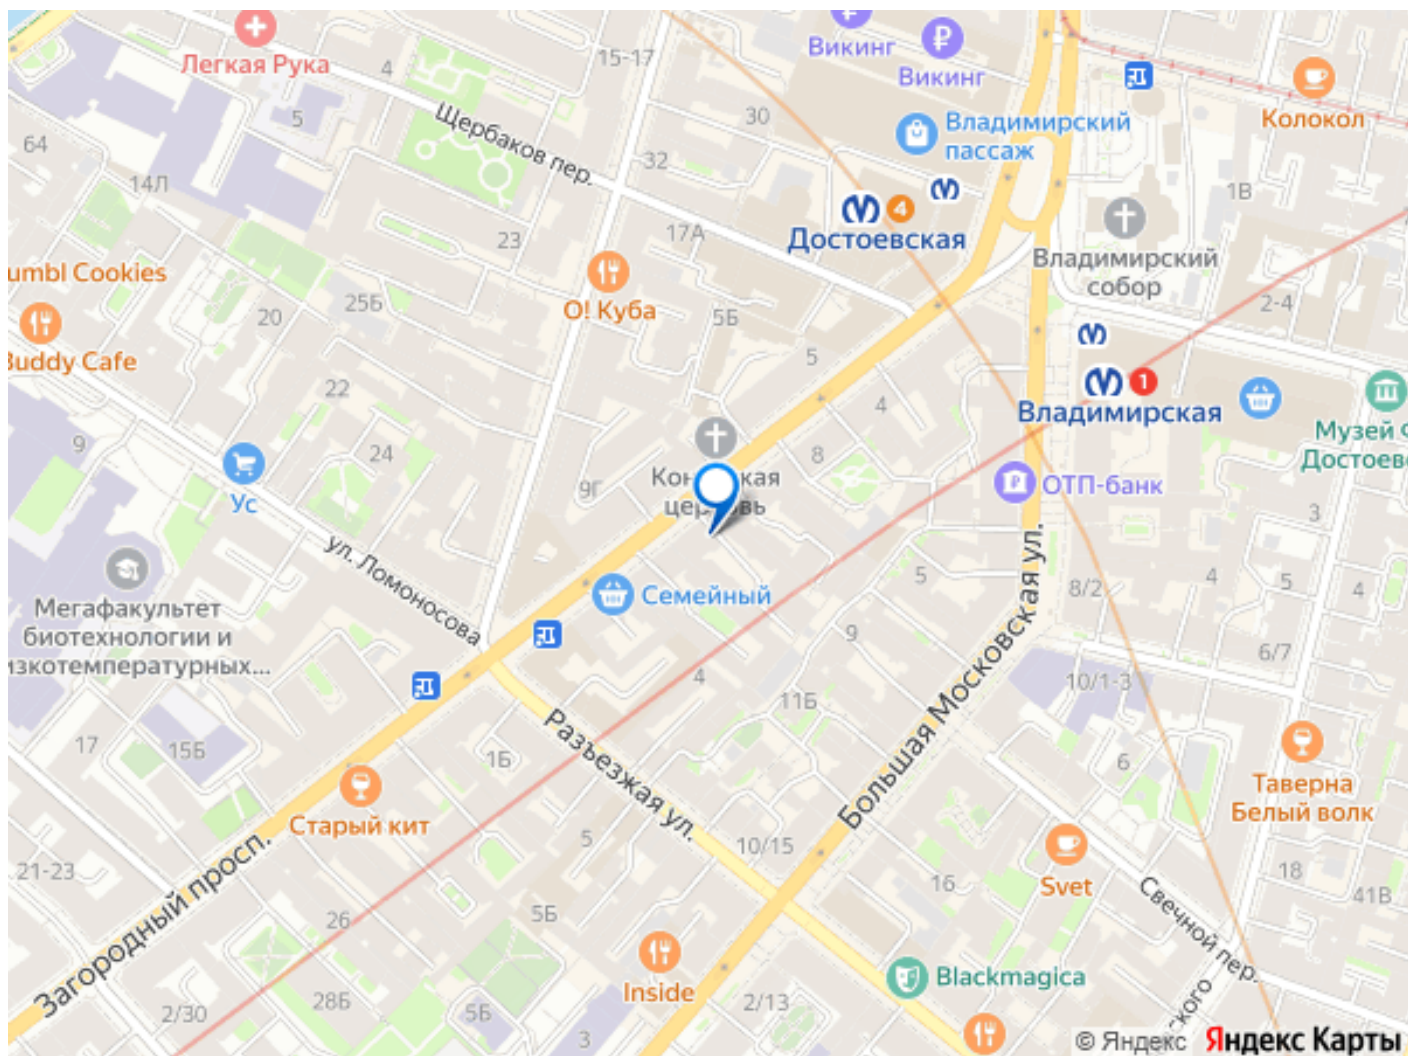 Легкая Рука
4
15-17
Викинг
Викинг
Колокол
5
Щербаков пер.
30
Владимирский
пассаж
64
14Л
32
1В
4
Достоевская
17А
23
Владимирский
собор
umbl Cookies
О! Куба
25Б
20
5Б
2-4
Buddy Cafe
5
22
4
1
Владимирская
Музей Ф
Достоев
9
24
8
9Г
Ус
ОТП-банк
3
ул. Ломоносова
Семейный
5
8/2
4
5
4
Мегафакультет
биотехнологии и
изкотемпературных...
9
6/7
4
11Б
10/1-3
Большая Московская ул.
17
15Б
1Б
Разъезжая ул.
6
Таверна
Белый волк
Старый кит
5
10/15
21-23
16
Svet
18
41В
Свечной пер.
Загородный просп.
26
5Б
Inside
Blackmagica
2/30
28Б
5Б
3
2/13
ского
© Яндекс Яндекс Карты